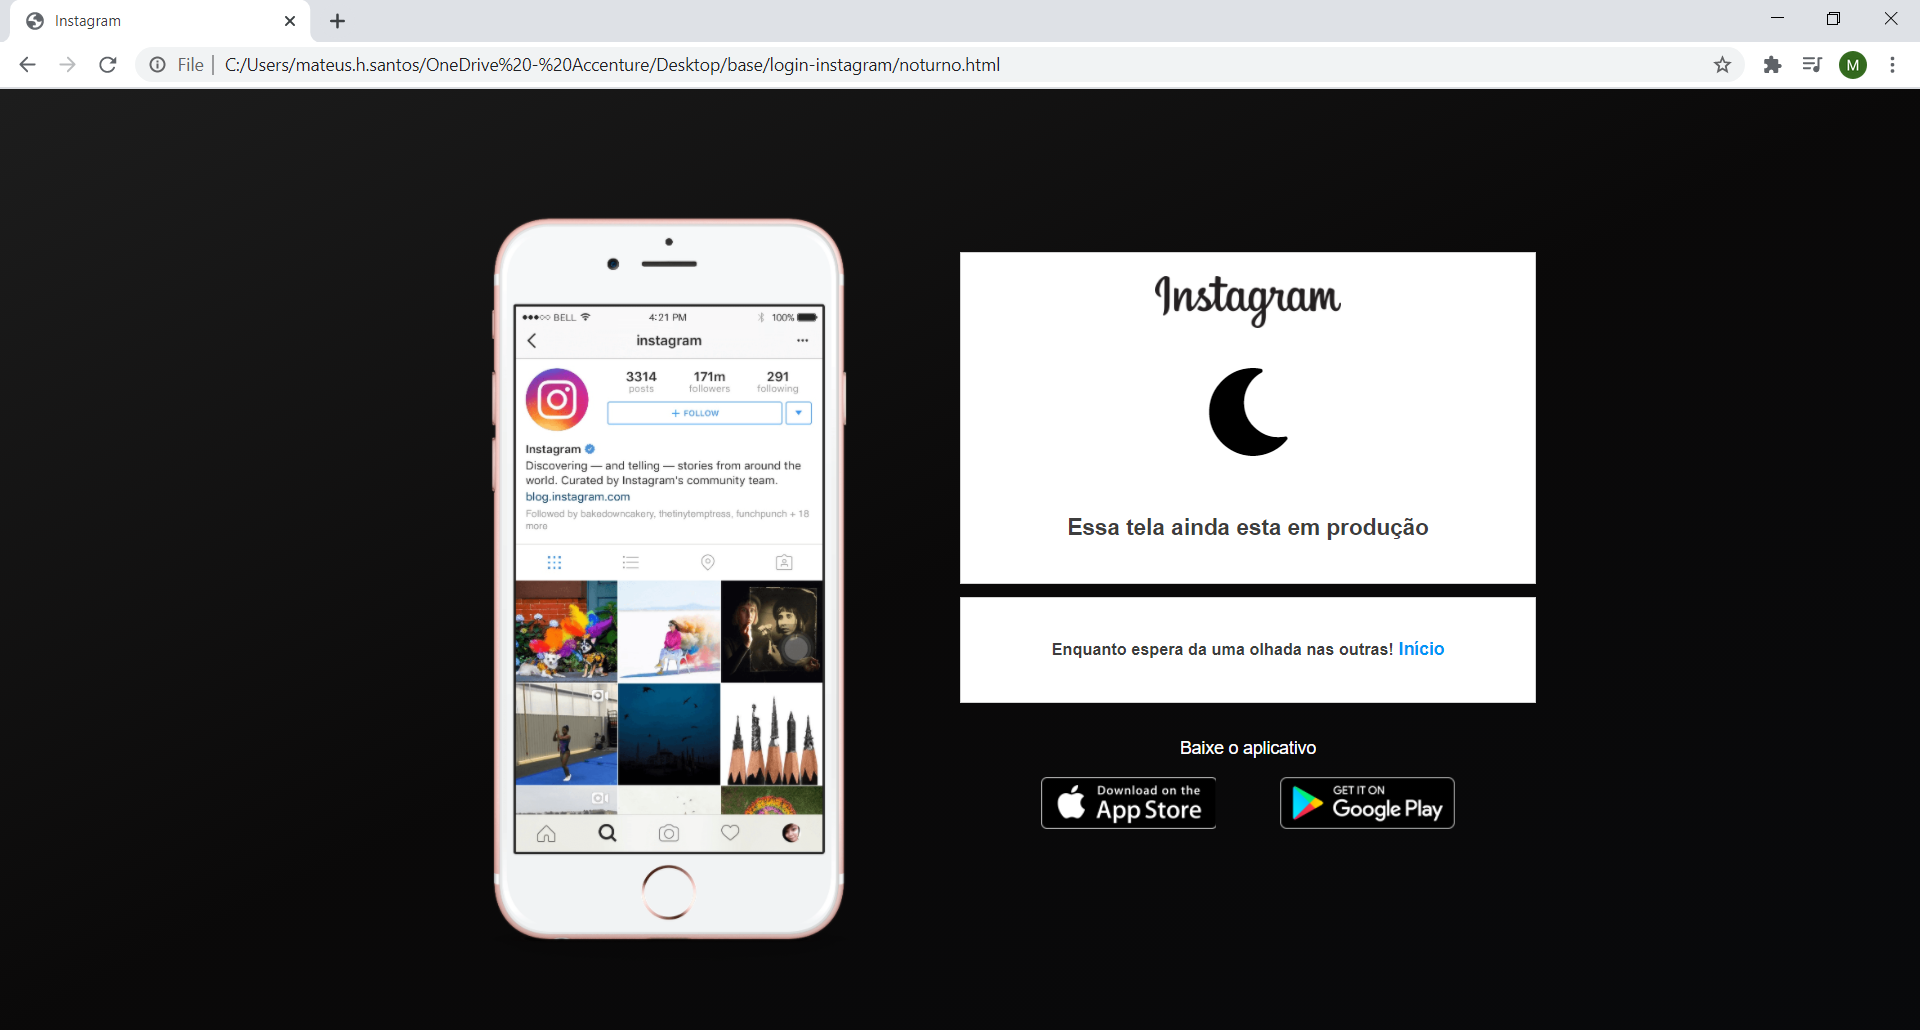 Instagram
File
C:/Users/mateus.h.santos/OneDrive%20-%20Accenture/Desktop/base/login-instagram/noturno.html
M
BELL
4:21 PM
100%
instagram
3314
171m
291
posts
followers
following
+ FOLLOW
Instagram
Discovering — and telling — stories from around the
world. Curated by Instagram's community team.
blog.instagram.com
Followed by bakedowncakery, thetinytemptress, funchpunch + 18
more
Instagram
Essa tela ainda esta em produção
Enquanto espera da uma olhada nas outras! Início
Baixe o aplicativo
Download on the
App Store
GET IT ON
Google Play